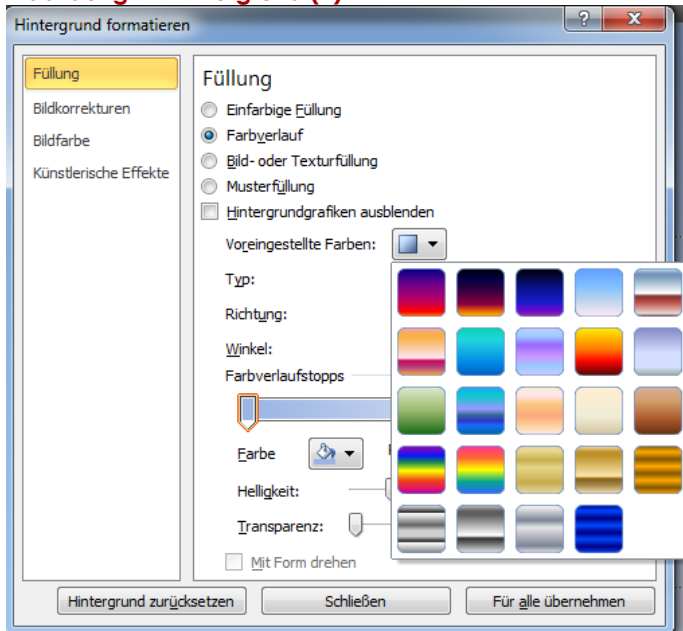 Hintergrund formatieren
Füllung
Bildkorrekturen
Bildfarbe
Künstlerische Effekte
Füllung
Einfarbige Füllung
Farbverlauf
Bild- oder Texturfüllung
Musterfüllung
Hintergrundgrafiken ausblenden
Voreingestellte Farben:
Typ:
Richtung:
Winkel:
Farbverlaufstopps
Farbe
Helligkeit:
Transparenz:
Mit Form drehen
Hintergrund zurücksetzen
Schließen
Für alle übernehmen